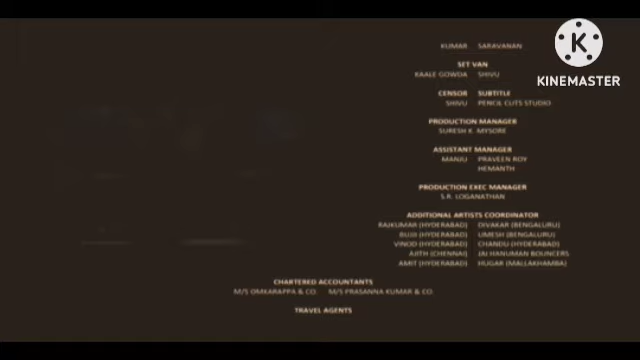 KUMAR SARAVANAN
K
KINEMASTER
SET VAN
KAALE GOWDA SHIVU
CENSOR SUBTITLE
SHIVU PENCIL CUTS STUDIO
PRODUCTION MANAGER
SURESH K. MYSORE
ASSISTANT MANAGER
MANJU PRAVEEN ROY
HEMANTH
PRODUCTION EXEC MANAGER
S.R. LOGANATHAN
ADDITIONAL ARTISTS COORDINATOR
RAJKUMAR (HYDERABAD) DIVAKAR (BENGALURU)
BUJJI (HYDERABAD) UMESH (BENGALURU)
VINOD (HYDERABAD) CHANDU (HYDERABAD)
AJITH (CHENNAI) JAI HANUMAN BOUNCERS
AMIT (HYDERABAD) HUGAR (MALLAKHAMBA)
CHARTERED ACCOUNTANTS
M/S OMKARAPPA & CO. M/S PRASANNA KUMAR & CO.
TRAVEL AGENTS